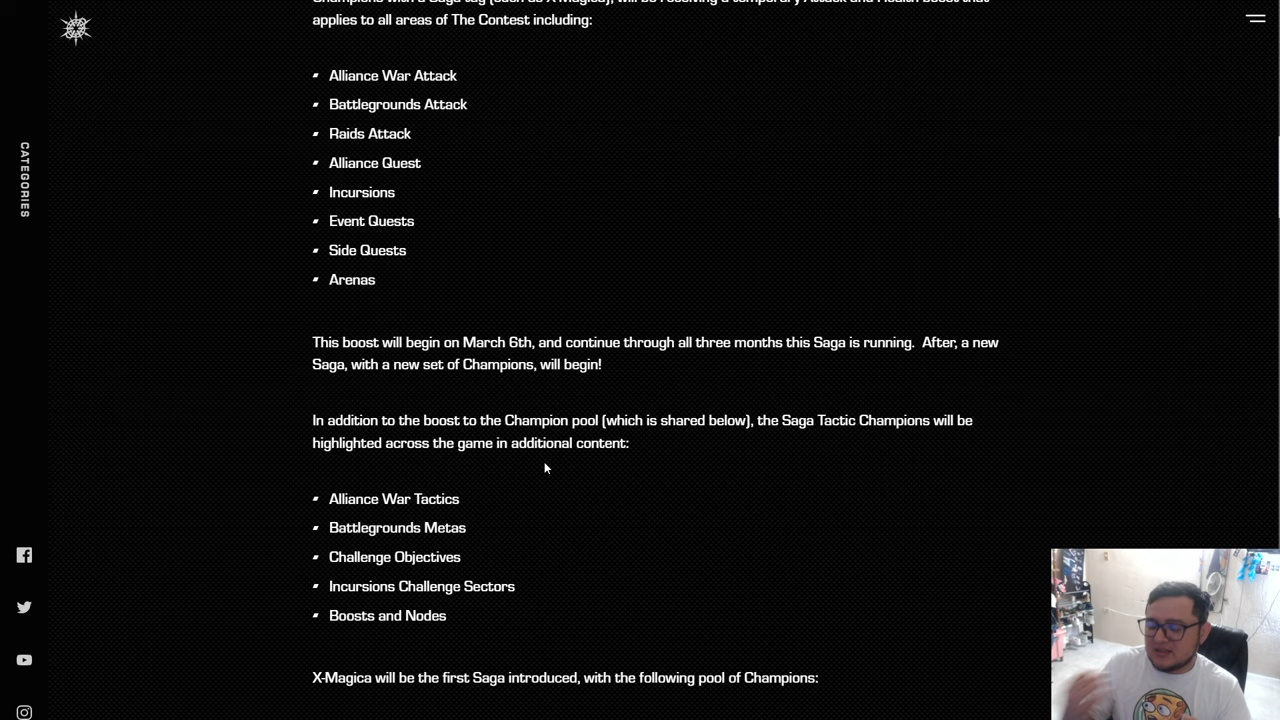 applies to all areas of The Contest including:
Alliance War Attack
Battlegrounds Attack
Raids Attack
Alliance Quest
Incursions
Event Quests
Side Quests
Arenas
This boost will begin on March 6th, and continue through all three months this Saga is running. After, a new
Saga, with a new set of Champions, will begin!
In addition to the boost to the Champion pool (which is shared below), the Saga Tactic Champions will be
highlighted across the game in additional content:
Alliance War Tactics
Battlegrounds Metas
Challenge Objectives
Incursions Challenge Sectors
Boosts and Nodes
X-Magica will be the first Saga introduced, with the following pool of Champions:
CATEGORIES